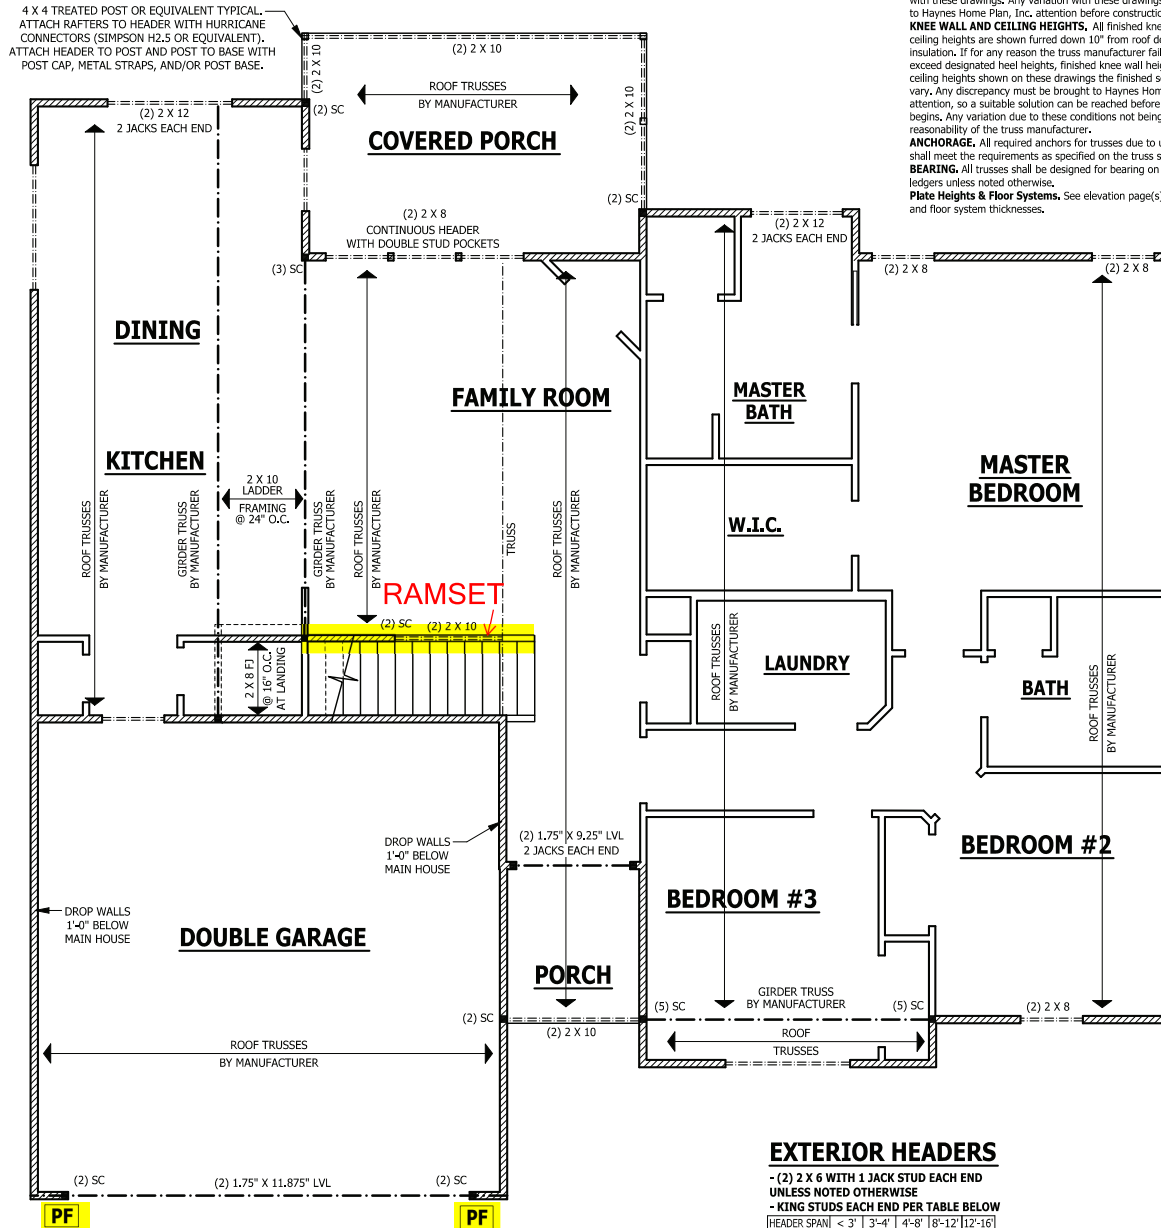 4 X 4 TREATED POST OR EQUIVALENT TYPICAL.
ATTACH RAFTERS TO HEADER WITH HURRICANE
CONNECTORS (SIMPSON H2.5 OR EQUIVALENT).
ATTACH HEADER TO POST AND POST TO BASE WITH
POST CAP, METAL STRAPS, AND/OR POST BASE.
with these drawings. Any variation with these drawings
to Haynes Home Plan, Inc. attention before constructio
KNEE WALL AND CEILING HEIGHTS. All finished kne
ceiling heights are shown furred down 10" from roof de
insulation. If for any reason the truss manufacturer fail
exceed designated heel heights, finished knee wall hei
ceiling heights shown on these drawings the finished s
vary. Any discrepancy must be brought to Haynes Hom
attention, so a suitable solution can be reached before
begins. Any variation due to these conditions not being
reasonability of the truss manufacturer.
ANCHORAGE. All required anchors for trusses due to u
shall meet the requirements as specified on the truss s
BEARING. All trusses shall be designed for bearing on
ledgers unless noted otherwise.
Plate Heights & Floor Systems. See elevation page(s)
and floor system thicknesses.
(2) 2 X 10
(2) 2 X 10
(2) 2 X 10
ROOF TRUSSES
BY MANUFACTURER
COVERED PORCH
(2) SC
(2) 2 X 12
2 JACKS EACH END
(2) SC
(2) 2 X 8
CONTINUOUS HEADER
WITH DOUBLE STUD POCKETS
(3) SC
(2) 2 X 12
2 JACKS EACH END
(2) 2 X 8
(2) 2 X 8
DINING
FAMILY ROOM
MASTER
BATH
KITCHEN
2 X 10
LADDER
FRAMING
@ 24" O.C.
MASTER
BEDROOM
W.I.C.
ROOF TRUSSES
BY MANUFACTURER
GIRDER TRUSS
BY MANUFACTURER
GIRDER TRUSS
BY MANUFACTURER
ROOF TRUSSES
BY MANUFACTURER
TRUSS
ROOF TRUSSES
BY MANUFACTURER
RAMSET
(2) SC
(2) 2 X 10
2 X 8 FJ
@ 16" O.C.
AT LANDING
ROOF TRUSSES
BY MANUFACTURER
LAUNDRY
BATH
ROOF TRUSSES
BY MANUFACTURER
DROP WALLS
1'-0" BELOW
MAIN HOUSE
(2) 1.75" X 9.25" LVL
2 JACKS EACH END
BEDROOM #2
BEDROOM #3
DROP WALLS
1'-0" BELOW
MAIN HOUSE
DOUBLE GARAGE
PORCH
GIRDER TRUSS
BY MANUFACTURER
(5) SC
(5) SC
(2) 2 X 8
(2) SC
(2) 2 X 10
ROOF
TRUSSES
ROOF TRUSSES
BY MANUFACTURER
(2) SC
(2) 1.75" X 11.875" LVL
(2) SC
PF
PF
EXTERIOR HEADERS
- (2) 2 X 6 WITH 1 JACK STUD EACH END
UNLESS NOTED OTHERWISE
- KING STUDS EACH END PER TABLE BELOW
HEADER SPAN < 3' 3'-4' 4'-8' 8'-12' 12'-16'